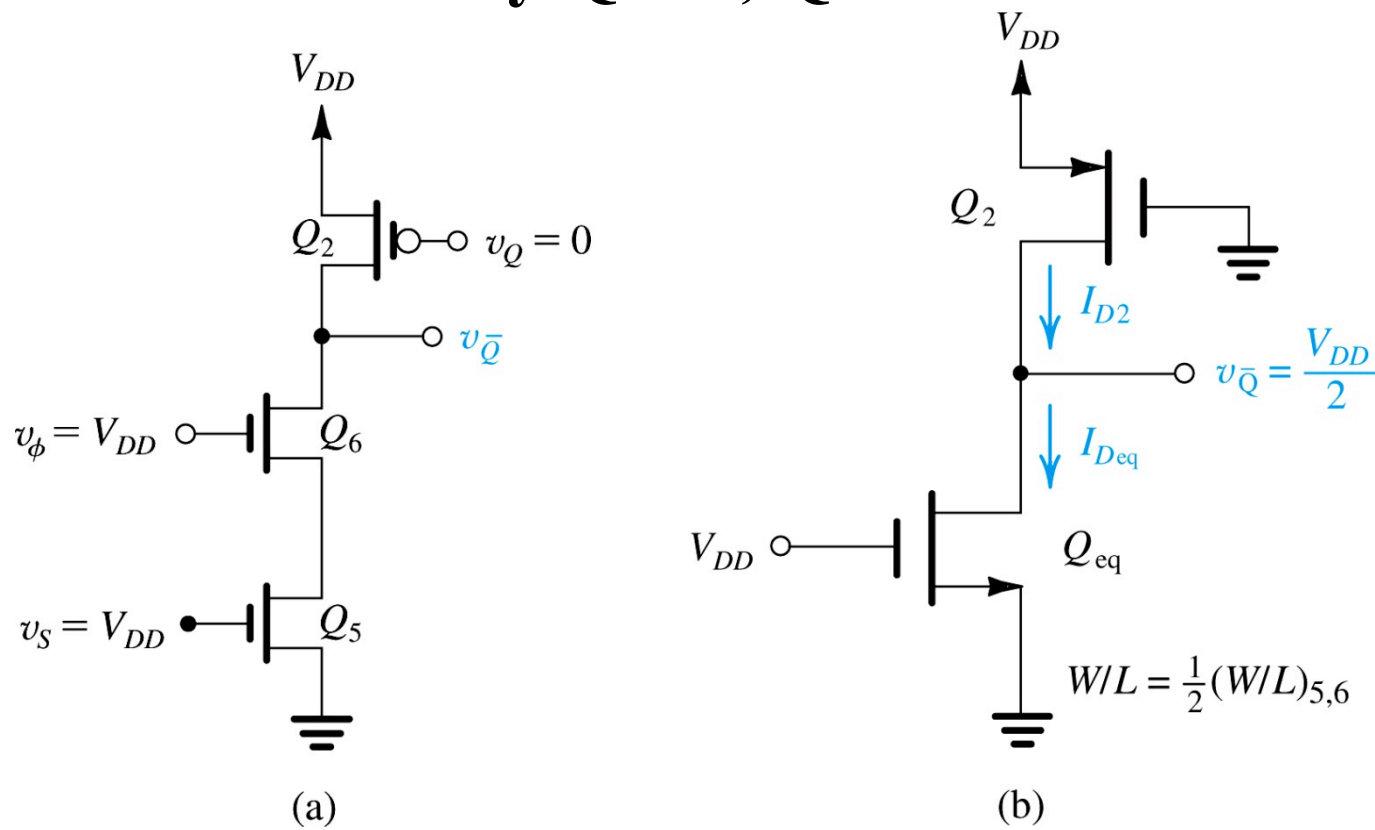 V_DD
Q_2
v_Q = 0
v_Q̅
v_ϕ = V_DD
Q_6
v_S = V_DD
Q_5
(a)
V_DD
Q_2
I_D2
v_Q̅ = V_DD/2
I_Deq
V_DD
Q_eq
W/L = 1/2 (W/L)_5,6
(b)